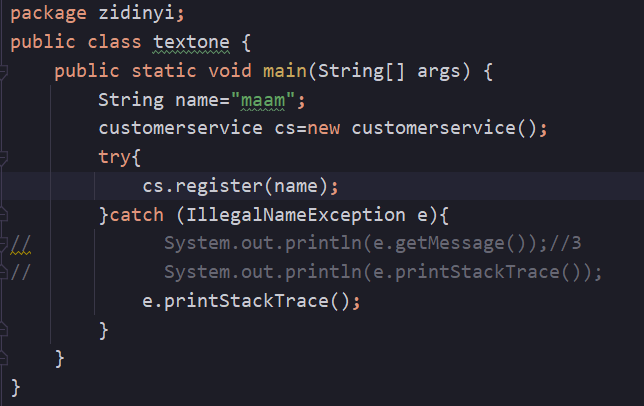 package zidinyi;
public class textone {
    public static void main(String[] args) {
        String name="maam";
        customerservice cs=new customerservice();
        try{
            cs.register(name);
        }catch (IllegalNameException e){
//            System.out.println(e.getMessage());//3
//            System.out.println(e.printStackTrace());
            e.printStackTrace();
        }
    }
}